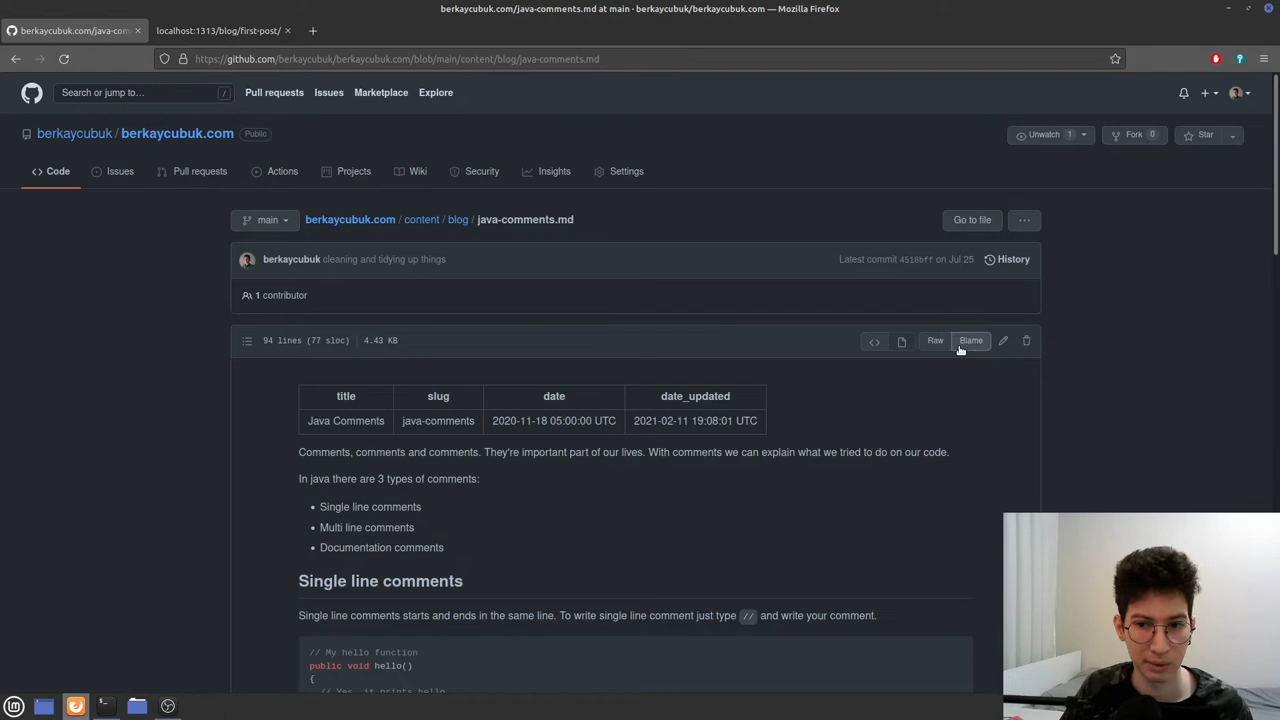 berkaycubuk.com/java-comments.md at main · berkaycubuk/berkaycubuk.com — Mozilla Firefox
berkaycubuk.com/java-com
localhost:1313/blog/first-post/
https://github.com/berkaycubuk/berkaycubuk.com/blob/main/content/blog/java-comments.md
Search or jump to…
/
Pull requests
Issues
Marketplace
Explore
berkaycubuk / berkaycubuk.com
Public
Unwatch 1
Fork 0
Star
Code
Issues
Pull requests
Actions
Projects
Wiki
Security
Insights
Settings
main
berkaycubuk.com / content / blog / java-comments.md
Go to file
berkaycubuk cleaning and tidying up things
Latest commit 4518bff on Jul 25
History
1 contributor
94 lines (77 sloc) | 4.43 KB
Raw
Blame
title slug date date_updated
Java Comments java-comments 2020-11-18 05:00:00 UTC 2021-02-11 19:08:01 UTC
Comments, comments and comments. They're important part of our lives. With comments we can explain what we tried to do on our code.
In java there are 3 types of comments:
• Single line comments
• Multi line comments
• Documentation comments
Single line comments
Single line comments starts and ends in the same line. To write single line comment just type // and write your comment.
// My hello function
public void hello()
{
// Yes, it prints hello